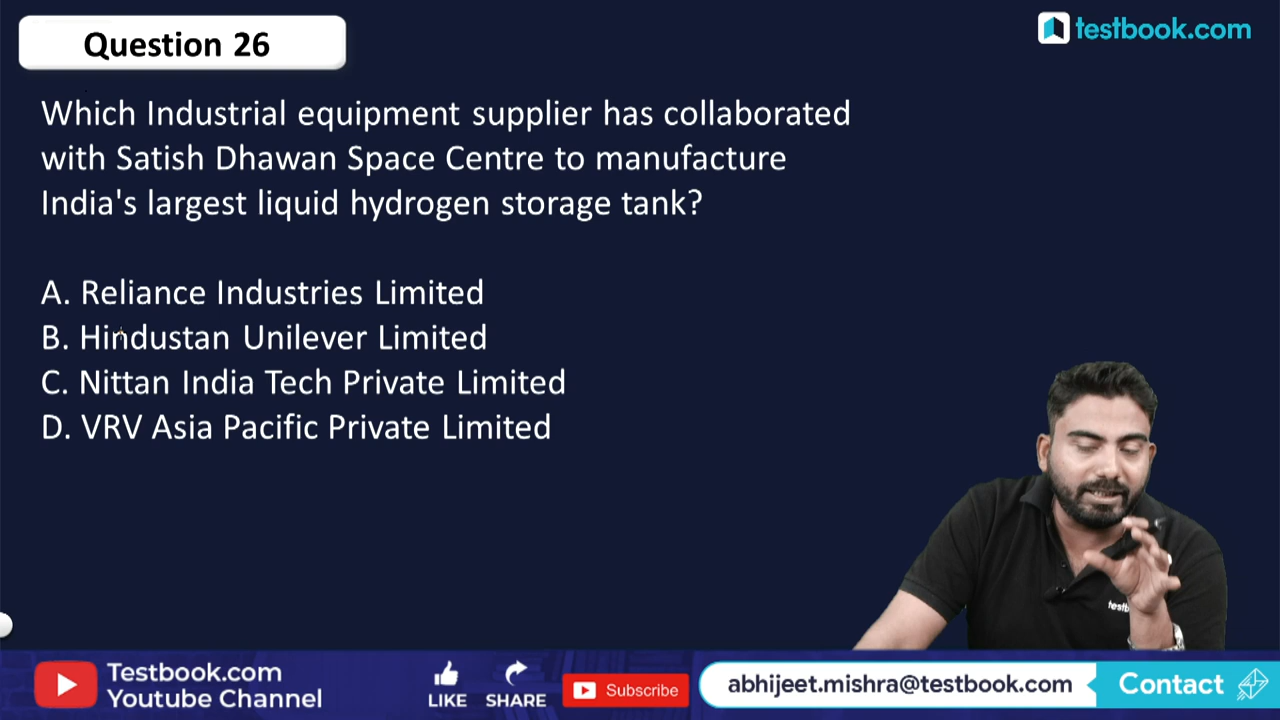 Question 26
testbook.com
Which Industrial equipment supplier has collaborated
with Satish Dhawan Space Centre to manufacture
India's largest liquid hydrogen storage tank?
A. Reliance Industries Limited
B. Hindustan Unilever Limited
C. Nittan India Tech Private Limited
D. VRV Asia Pacific Private Limited
testb
Testbook.com
Youtube Channel
LIKE
SHARE
Subscribe
abhijeet.mishra@testbook.com
Contact